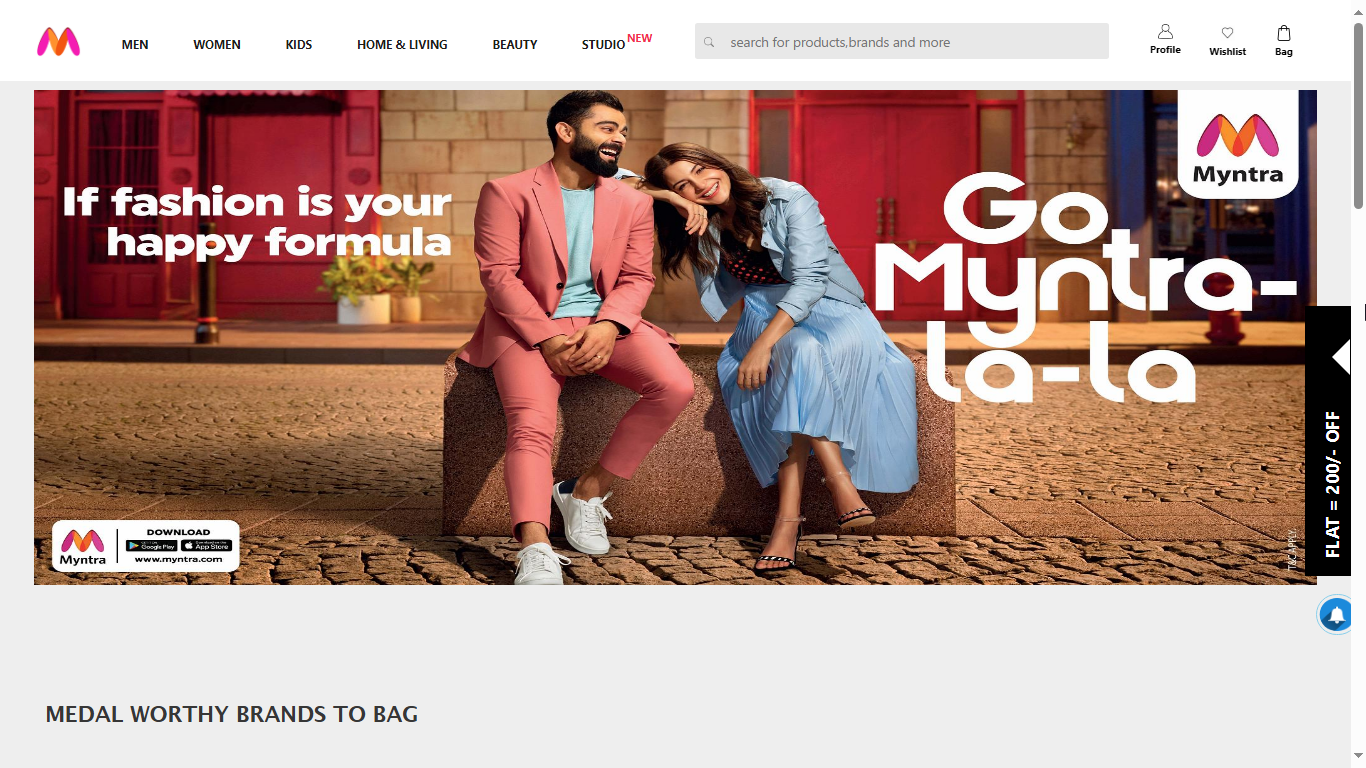 MEN
WOMEN
KIDS
HOME & LIVING
BEAUTY
STUDIO NEW
search for products,brands and more
Profile
Wishlist
Bag
If fashion is your
happy formula
Myntra
Go
Myntra-
la-la
FLAT = 200/- OFF
T&C APPLY
Myntra
DOWNLOAD
Google Play
App Store
www.myntra.com
MEDAL WORTHY BRANDS TO BAG